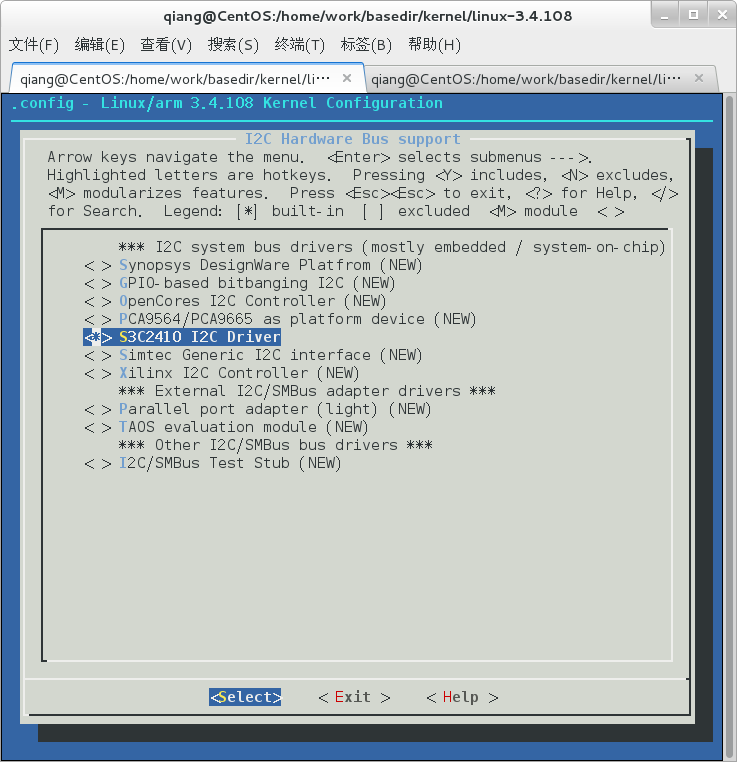 qiang@CentOS:/home/work/basedir/kernel/linux-3.4.108
文件(F) 编辑(E) 查看(V) 搜索(S) 终端(T) 标签(B) 帮助(H)
qiang@CentOS:/home/work/basedir/kernel/li··· × qiang@CentOS:/home/work/basedir/kernel/li··· ×
.config - Linux/arm 3.4.108 Kernel Configuration
I2C Hardware Bus support
Arrow keys navigate the menu. <Enter> selects submenus --->.
Highlighted letters are hotkeys. Pressing <Y> includes, <N> excludes,
<M> modularizes features. Press <Esc><Esc> to exit, <?> for Help, </>
for Search. Legend: [*] built-in [ ] excluded <M> module < >
*** I2C system bus drivers (mostly embedded / system-on-chip)
< > Synopsys DesignWare Platfrom (NEW)
< > GPIO-based bitbanging I2C (NEW)
< > OpenCores I2C Controller (NEW)
< > PCA9564/PCA9665 as platform device (NEW)
<*> S3C2410 I2C Driver
< > Simtec Generic I2C interface (NEW)
< > Xilinx I2C Controller (NEW)
*** External I2C/SMBus adapter drivers ***
< > Parallel port adapter (light) (NEW)
< > TAOS evaluation module (NEW)
*** Other I2C/SMBus bus drivers ***
< > I2C/SMBus Test Stub (NEW)
<Select> < Exit > < Help >